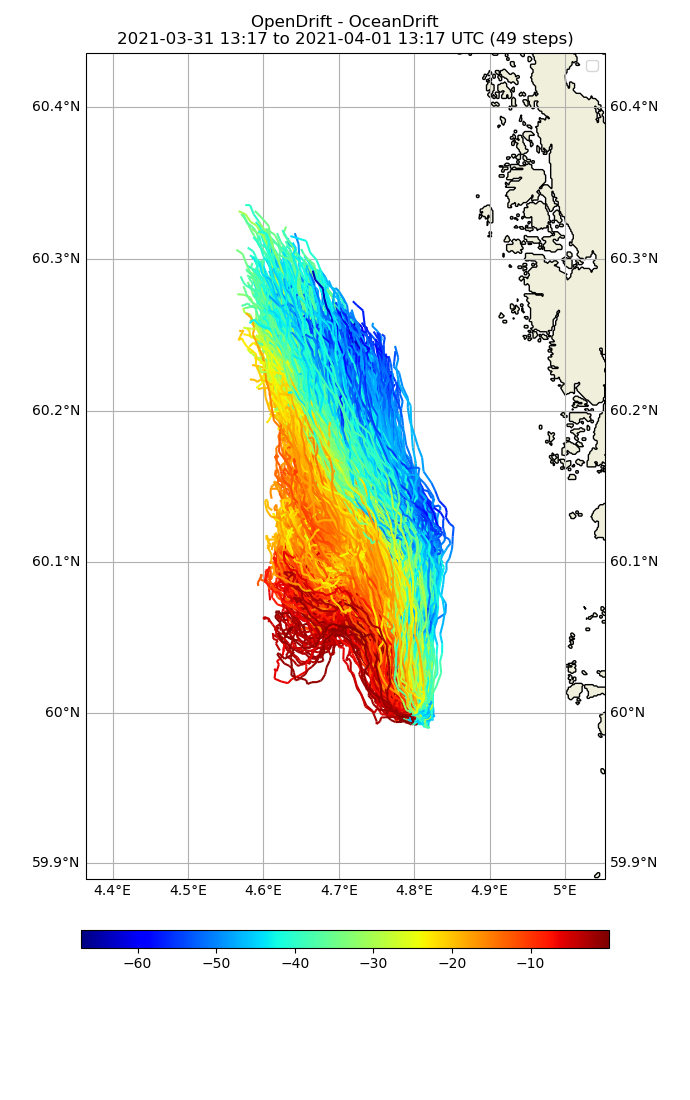 OpenDrift - OceanDrift
2021-03-31 13:17 to 2021-04-01 13:17 UTC (49 steps)
60.4°N 60.4°N
60.3°N 60.3°N
60.2°N 60.2°N
60.1°N 60.1°N
60°N 60°N
59.9°N 59.9°N
4.4°E 4.5°E 4.6°E 4.7°E 4.8°E 4.9°E 5°E
−60 −50 −40 −30 −20 −10